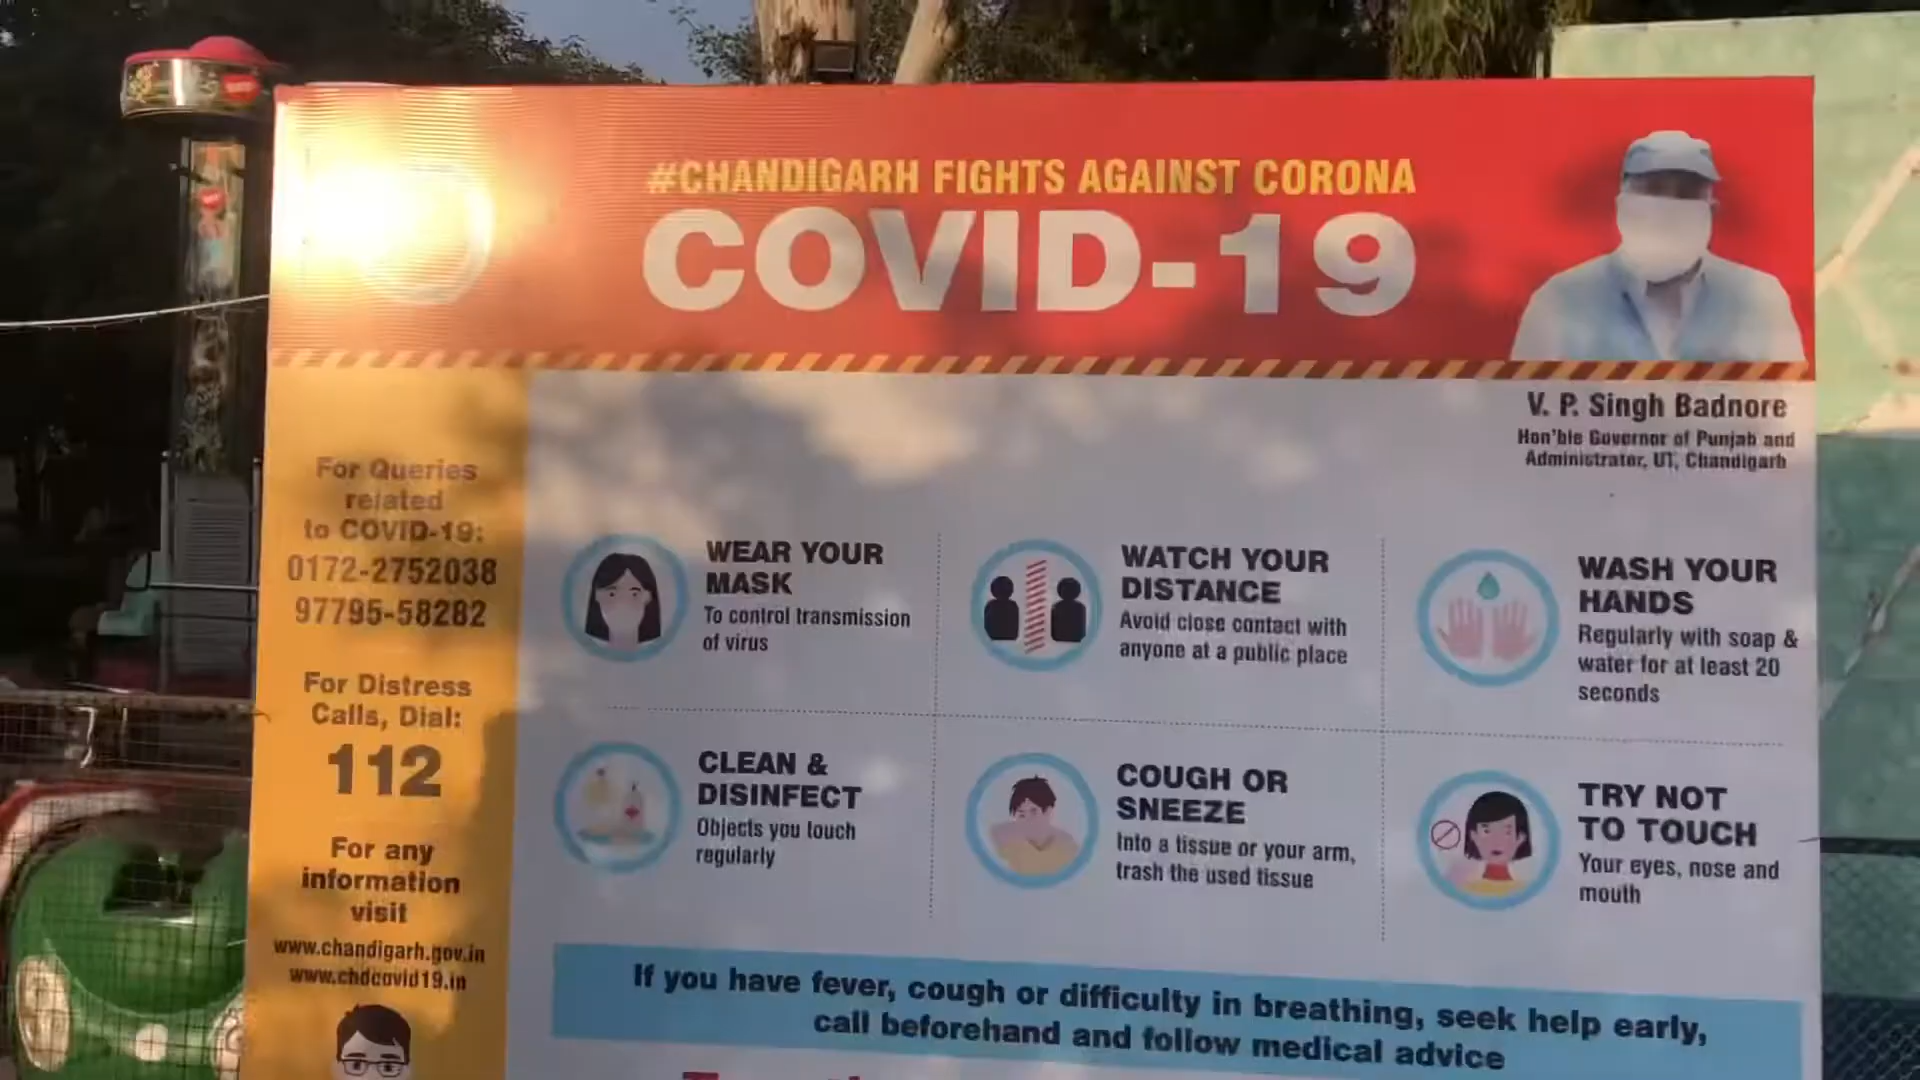 #CHANDIGARH FIGHTS AGAINST CORONA
COVID-19
V. P. Singh Badnore
Hon'ble Governor of Punjab and
Administrator, UT, Chandigarh
For Queries
related
to COVID-19:
0172-2752038
97795-58282
For Distress
Calls, Dial:
112
For any
information
visit
www.chandigarh.gov.in
www.chdcovid19.in
WEAR YOUR
MASK
To control transmission
of virus
WATCH YOUR
DISTANCE
Avoid close contact with
anyone at a public place
WASH YOUR
HANDS
Regularly with soap &
water for at least 20
seconds
CLEAN &
DISINFECT
Objects you touch
regularly
COUGH OR
SNEEZE
Into a tissue or your arm,
trash the used tissue
TRY NOT
TO TOUCH
Your eyes, nose and
mouth
If you have fever, cough or difficulty in breathing, seek help early,
call beforehand and follow medical advice